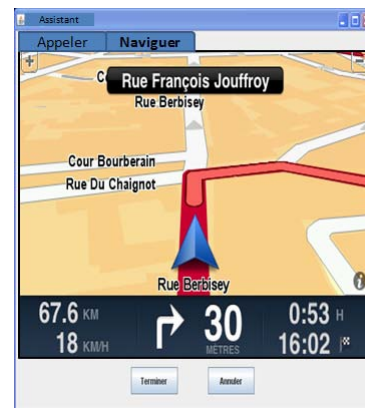 Assistant
Appeler Naviguer
Rue François Jouffroy
Rue Berbisey
Cour Bourberain
Rue Du Chaignot
Rue Berbisey
67.6 KM
18 KM/H
30
MÈTRES
0:53 H
16:02
Terminer Annuler